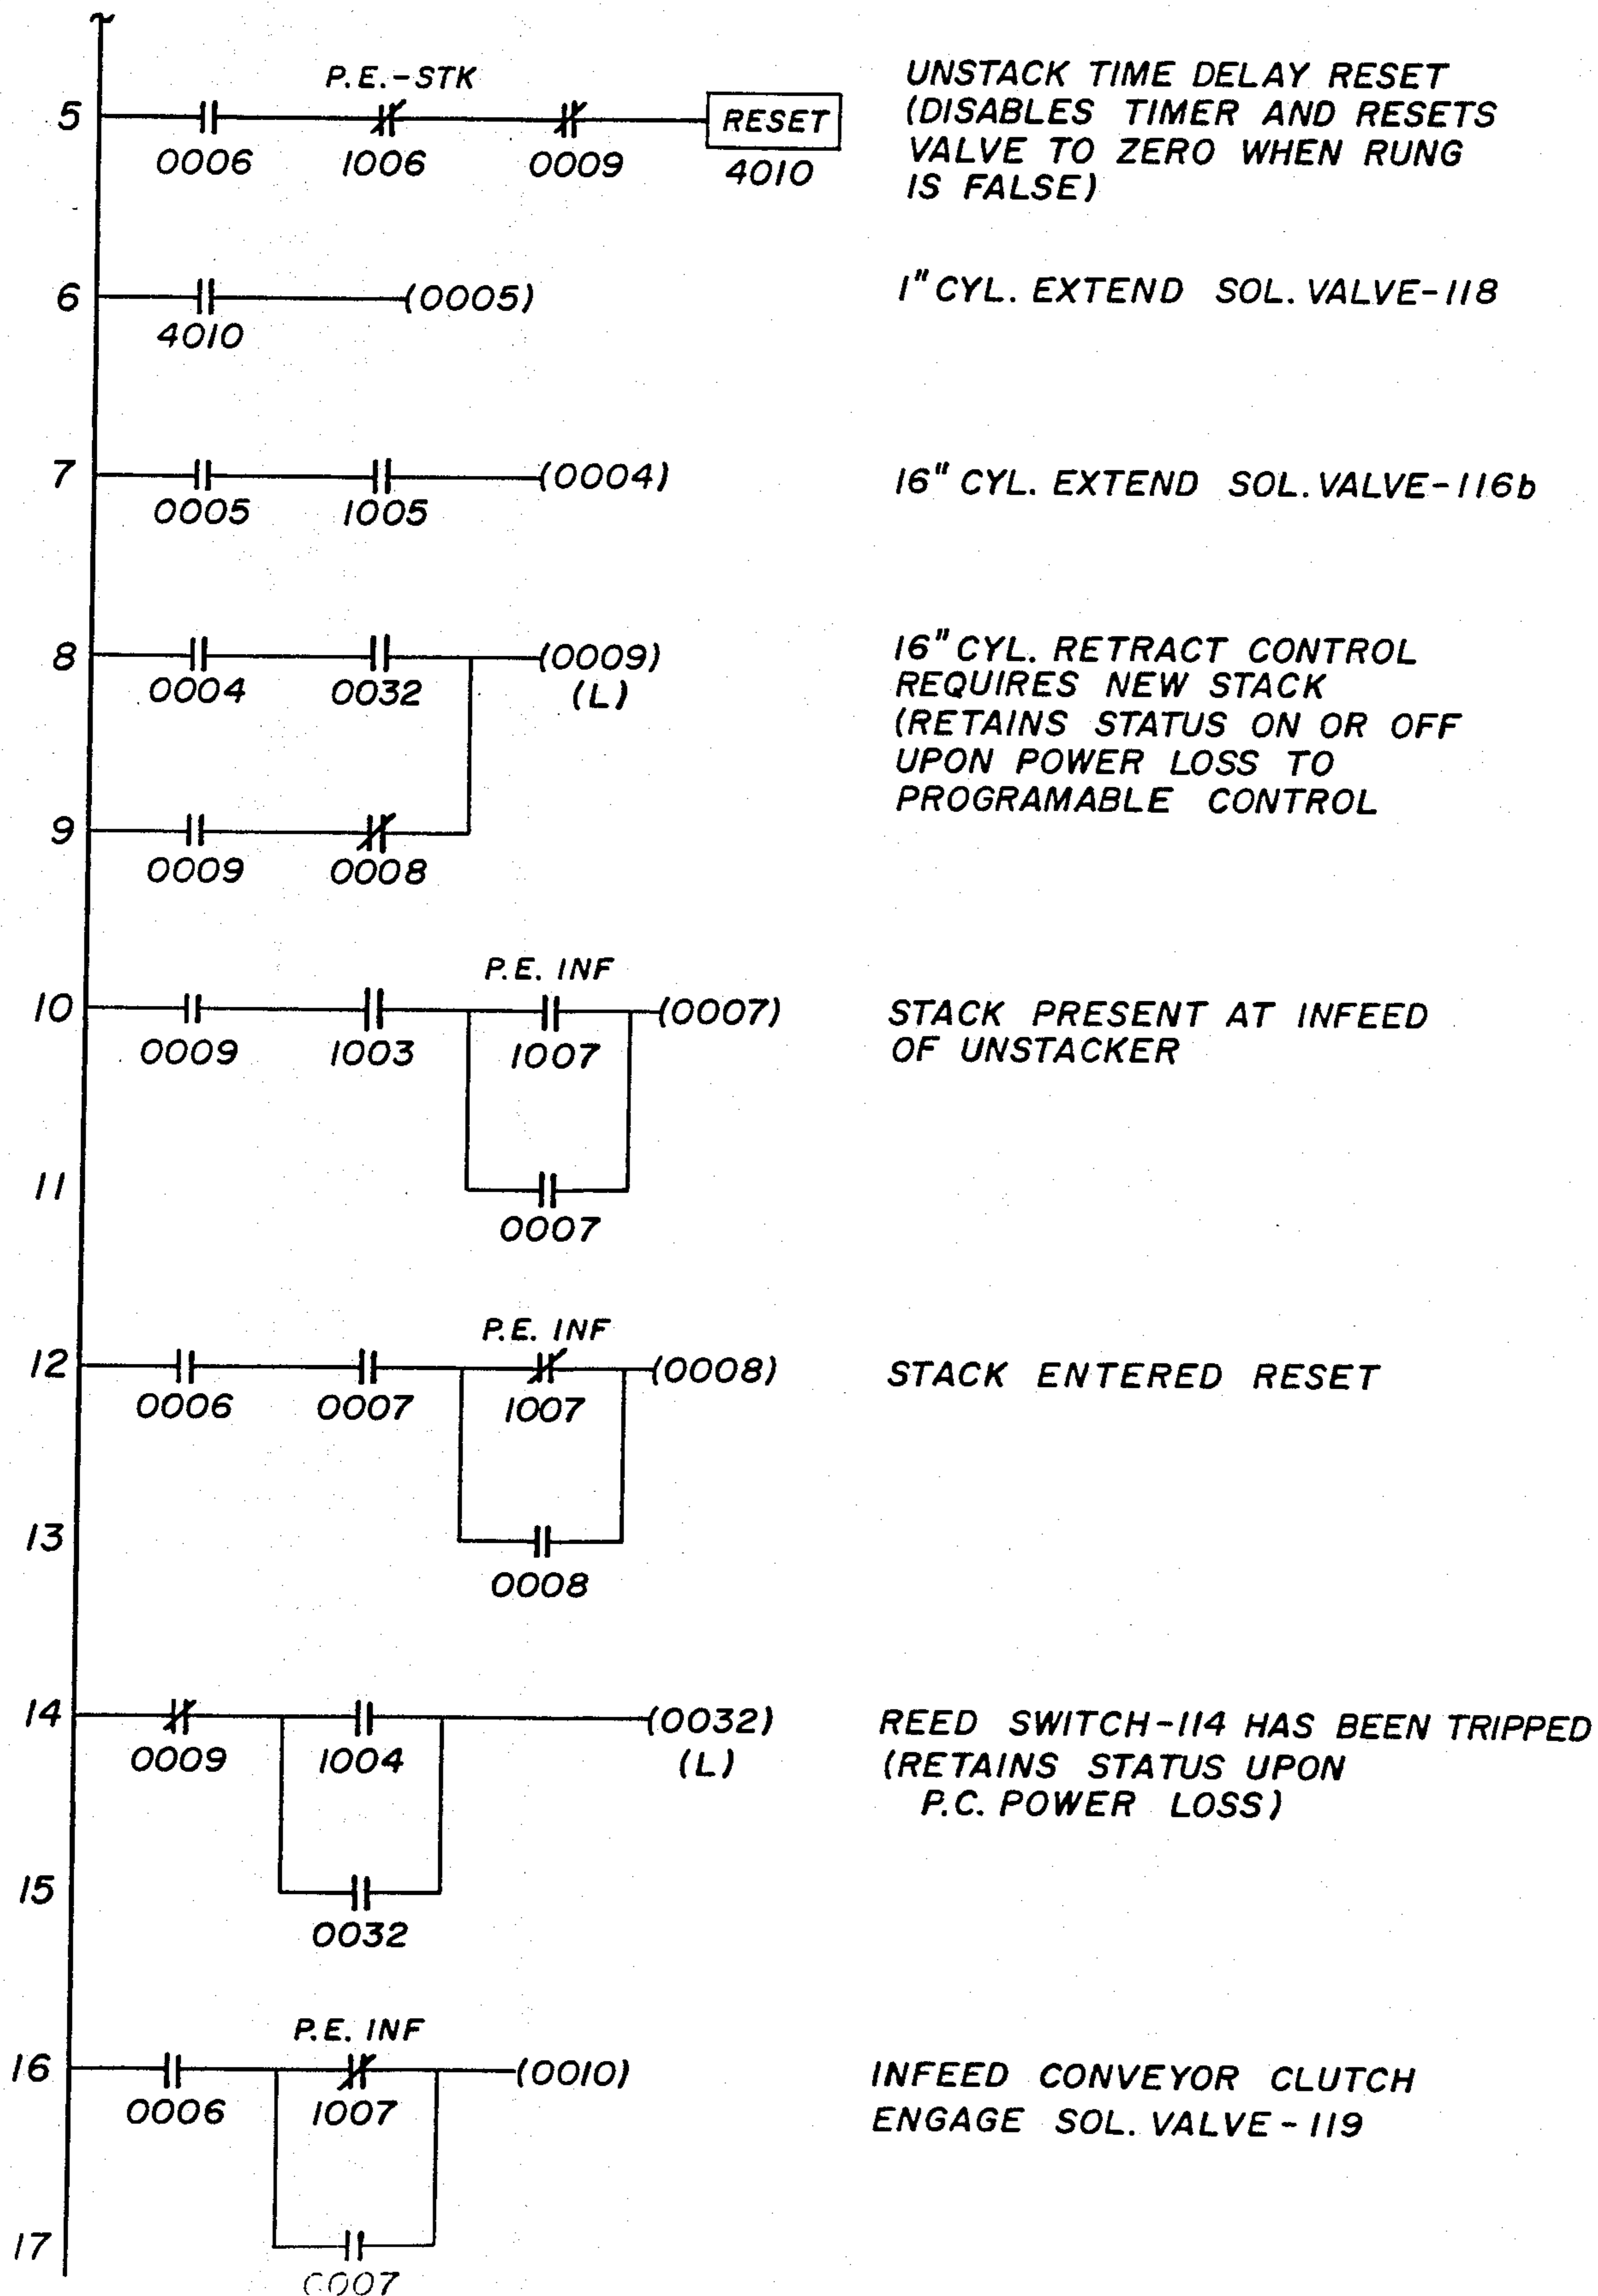 P.E.-STK
5
RESET
0006 1006 0009 4010
UNSTACK TIME DELAY RESET
(DISABLES TIMER AND RESETS
VALVE TO ZERO WHEN RUNG
IS FALSE)
6 (0005)
4010
1" CYL. EXTEND SOL. VALVE-118
7 (0004)
0005 1005
16" CYL. EXTEND SOL. VALVE-116b
8 (0009)
0004 0032 (L)
16" CYL. RETRACT CONTROL
REQUIRES NEW STACK
(RETAINS STATUS ON OR OFF
UPON POWER LOSS TO
PROGRAMABLE CONTROL
9
0009 0008
P.E. INF
10 (0007)
0009 1003 1007
STACK PRESENT AT INFEED
OF UNSTACKER
11
0007
P.E. INF
12 (0008)
0006 0007 1007
STACK ENTERED RESET
13
0008
14 (0032)
0009 1004 (L)
REED SWITCH-114 HAS BEEN TRIPPED
(RETAINS STATUS UPON
P.C. POWER LOSS)
15
0032
P.E. INF
16 (0010)
0006 1007
INFEED CONVEYOR CLUTCH
ENGAGE SOL. VALVE-119
17
0007